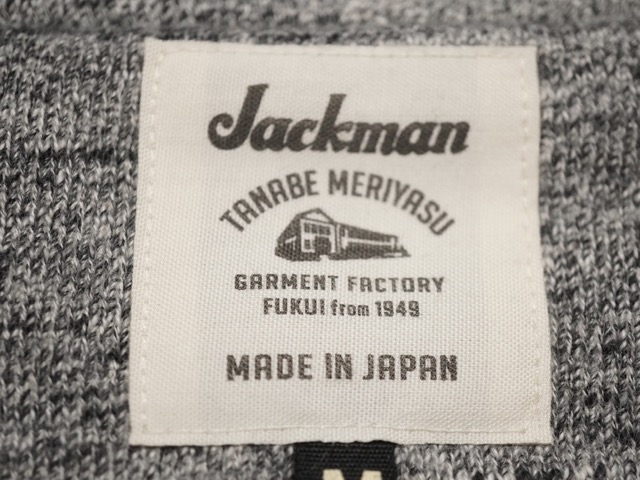 Jackman
TANABE MERIYASU
GARMENT FACTORY
FUKUI from 1949
MADE IN JAPAN
M